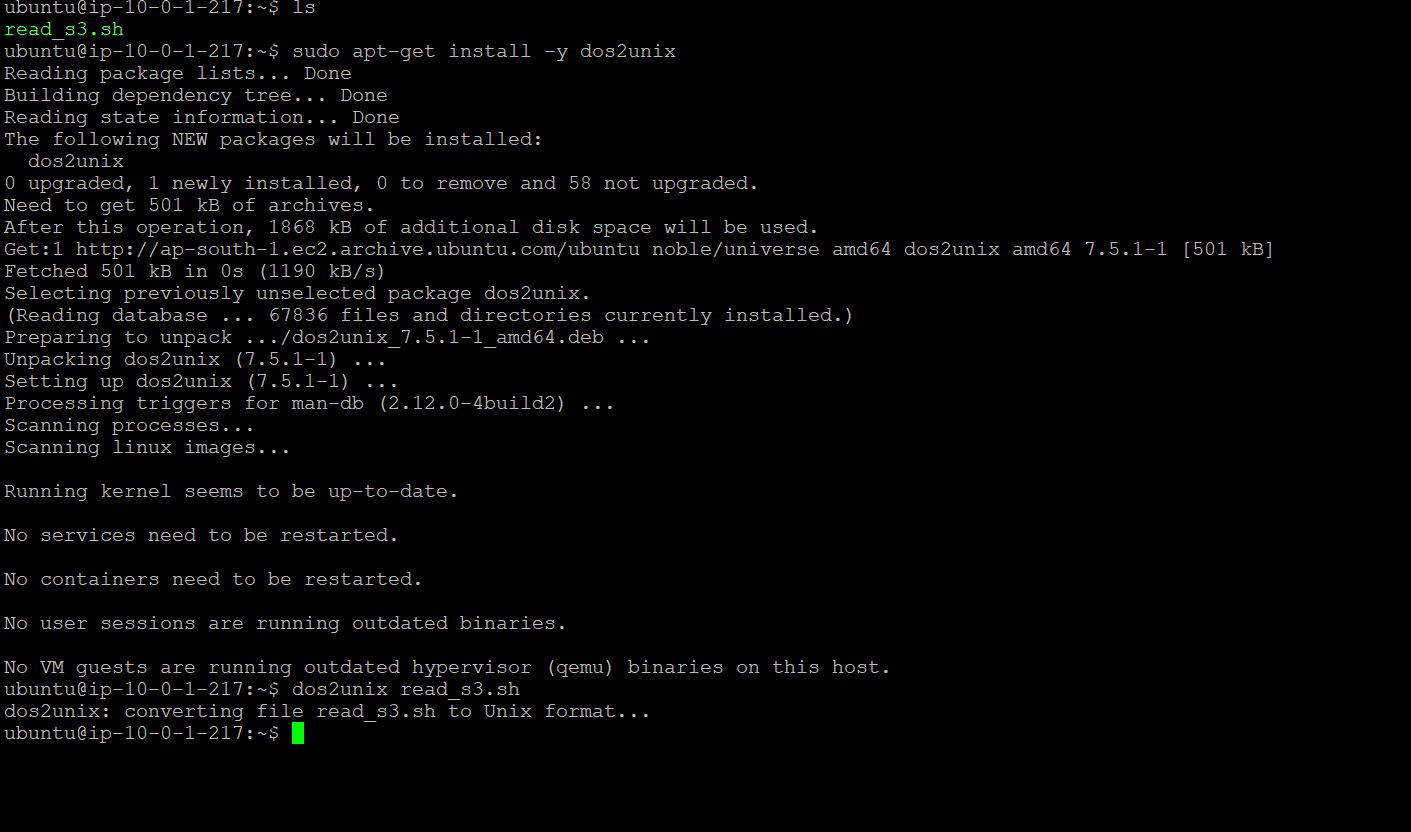 ubuntu@ip-10-0-1-217:~$ ls
read_s3.sh
ubuntu@ip-10-0-1-217:~$ sudo apt-get install -y dos2unix
Reading package lists... Done
Building dependency tree... Done
Reading state information... Done
The following NEW packages will be installed:
  dos2unix
0 upgraded, 1 newly installed, 0 to remove and 58 not upgraded.
Need to get 501 kB of archives.
After this operation, 1868 kB of additional disk space will be used.
Get:1 http://ap-south-1.ec2.archive.ubuntu.com/ubuntu noble/universe amd64 dos2unix amd64 7.5.1-1 [501 kB]
Fetched 501 kB in 0s (1190 kB/s)
Selecting previously unselected package dos2unix.
(Reading database ... 67836 files and directories currently installed.)
Preparing to unpack .../dos2unix_7.5.1-1_amd64.deb ...
Unpacking dos2unix (7.5.1-1) ...
Setting up dos2unix (7.5.1-1) ...
Processing triggers for man-db (2.12.0-4build2) ...
Scanning processes...
Scanning linux images...

Running kernel seems to be up-to-date.

No services need to be restarted.

No containers need to be restarted.

No user sessions are running outdated binaries.

No VM guests are running outdated hypervisor (qemu) binaries on this host.
ubuntu@ip-10-0-1-217:~$ dos2unix read_s3.sh
dos2unix: converting file read_s3.sh to Unix format...
ubuntu@ip-10-0-1-217:~$